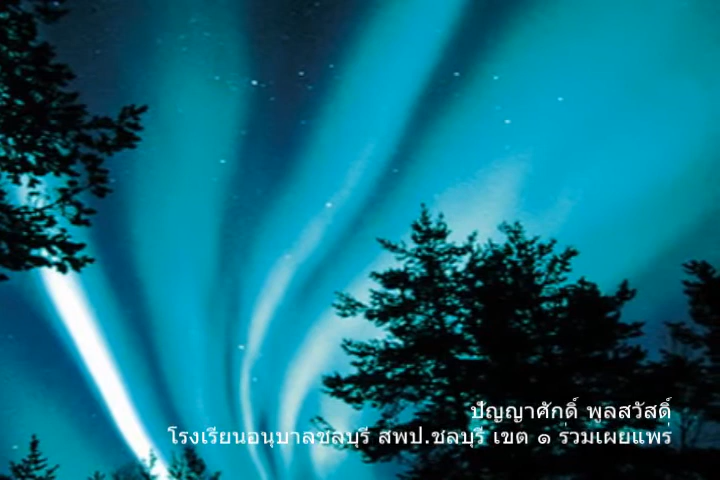 ปัญญาศักดิ์ พูลสวัสดิ์
โรงเรียนอนุบาลชลบุรี สพป.ชลบุรี เขต ๑ ร่วมเผยแพร่